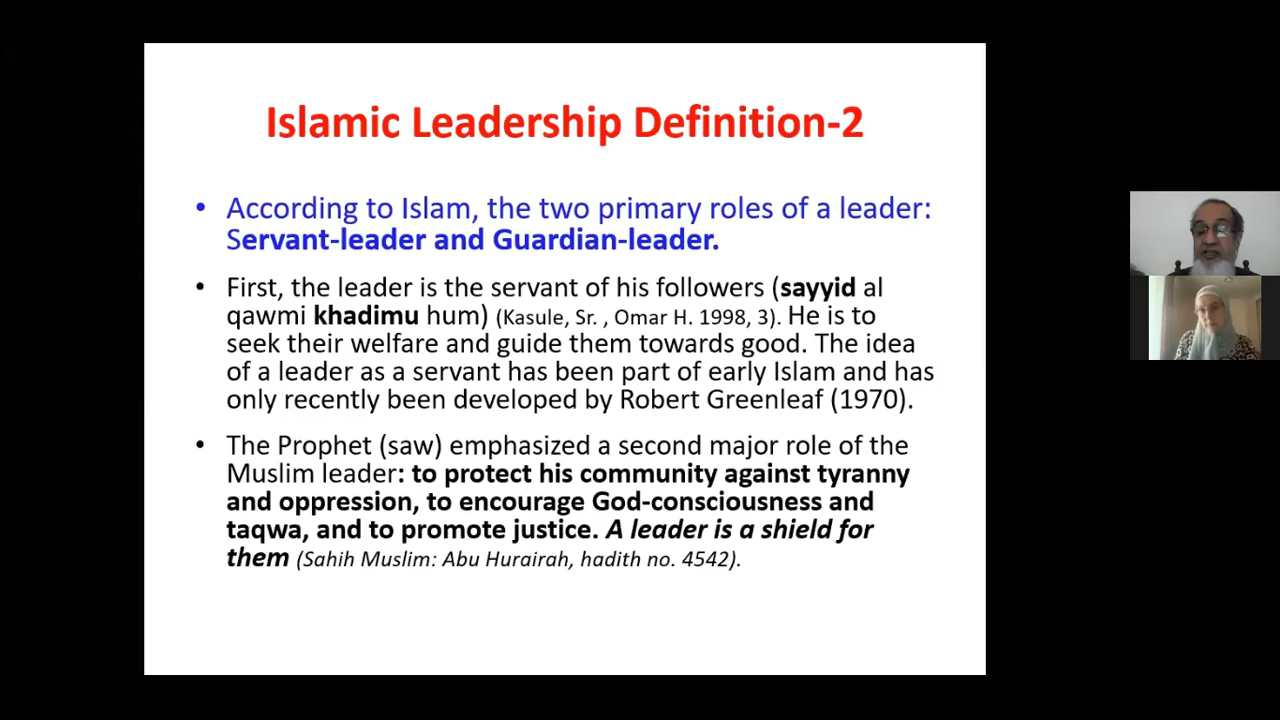 Islamic Leadership Definition-2
• According to Islam, the two primary roles of a leader:
Servant-leader and Guardian-leader.
• First, the leader is the servant of his followers (sayyid al
qawmi khadimu hum) (Kasule, Sr. , Omar H. 1998, 3). He is to
seek their welfare and guide them towards good. The idea
of a leader as a servant has been part of early Islam and has
only recently been developed by Robert Greenleaf (1970).
• The Prophet (saw) emphasized a second major role of the
Muslim leader: to protect his community against tyranny
and oppression, to encourage God-consciousness and
taqwa, and to promote justice. A leader is a shield for
them (Sahih Muslim: Abu Hurairah, hadith no. 4542).